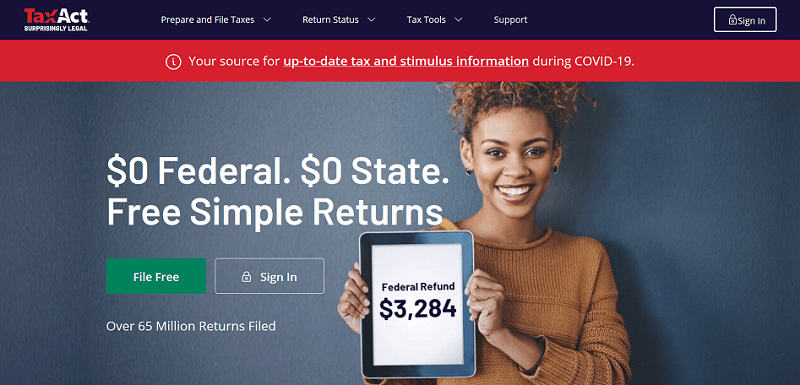 TaxAct.
SURPRISINGLY LEGAL
Prepare and File Taxes
Return Status
Tax Tools
Support
Sign In
Your source for up-to-date tax and stimulus information during COVID-19.
$0 Federal. $0 State.
Free Simple Returns
File Free
Sign In
Over 65 Million Returns Filed
Federal Refund
$3,284